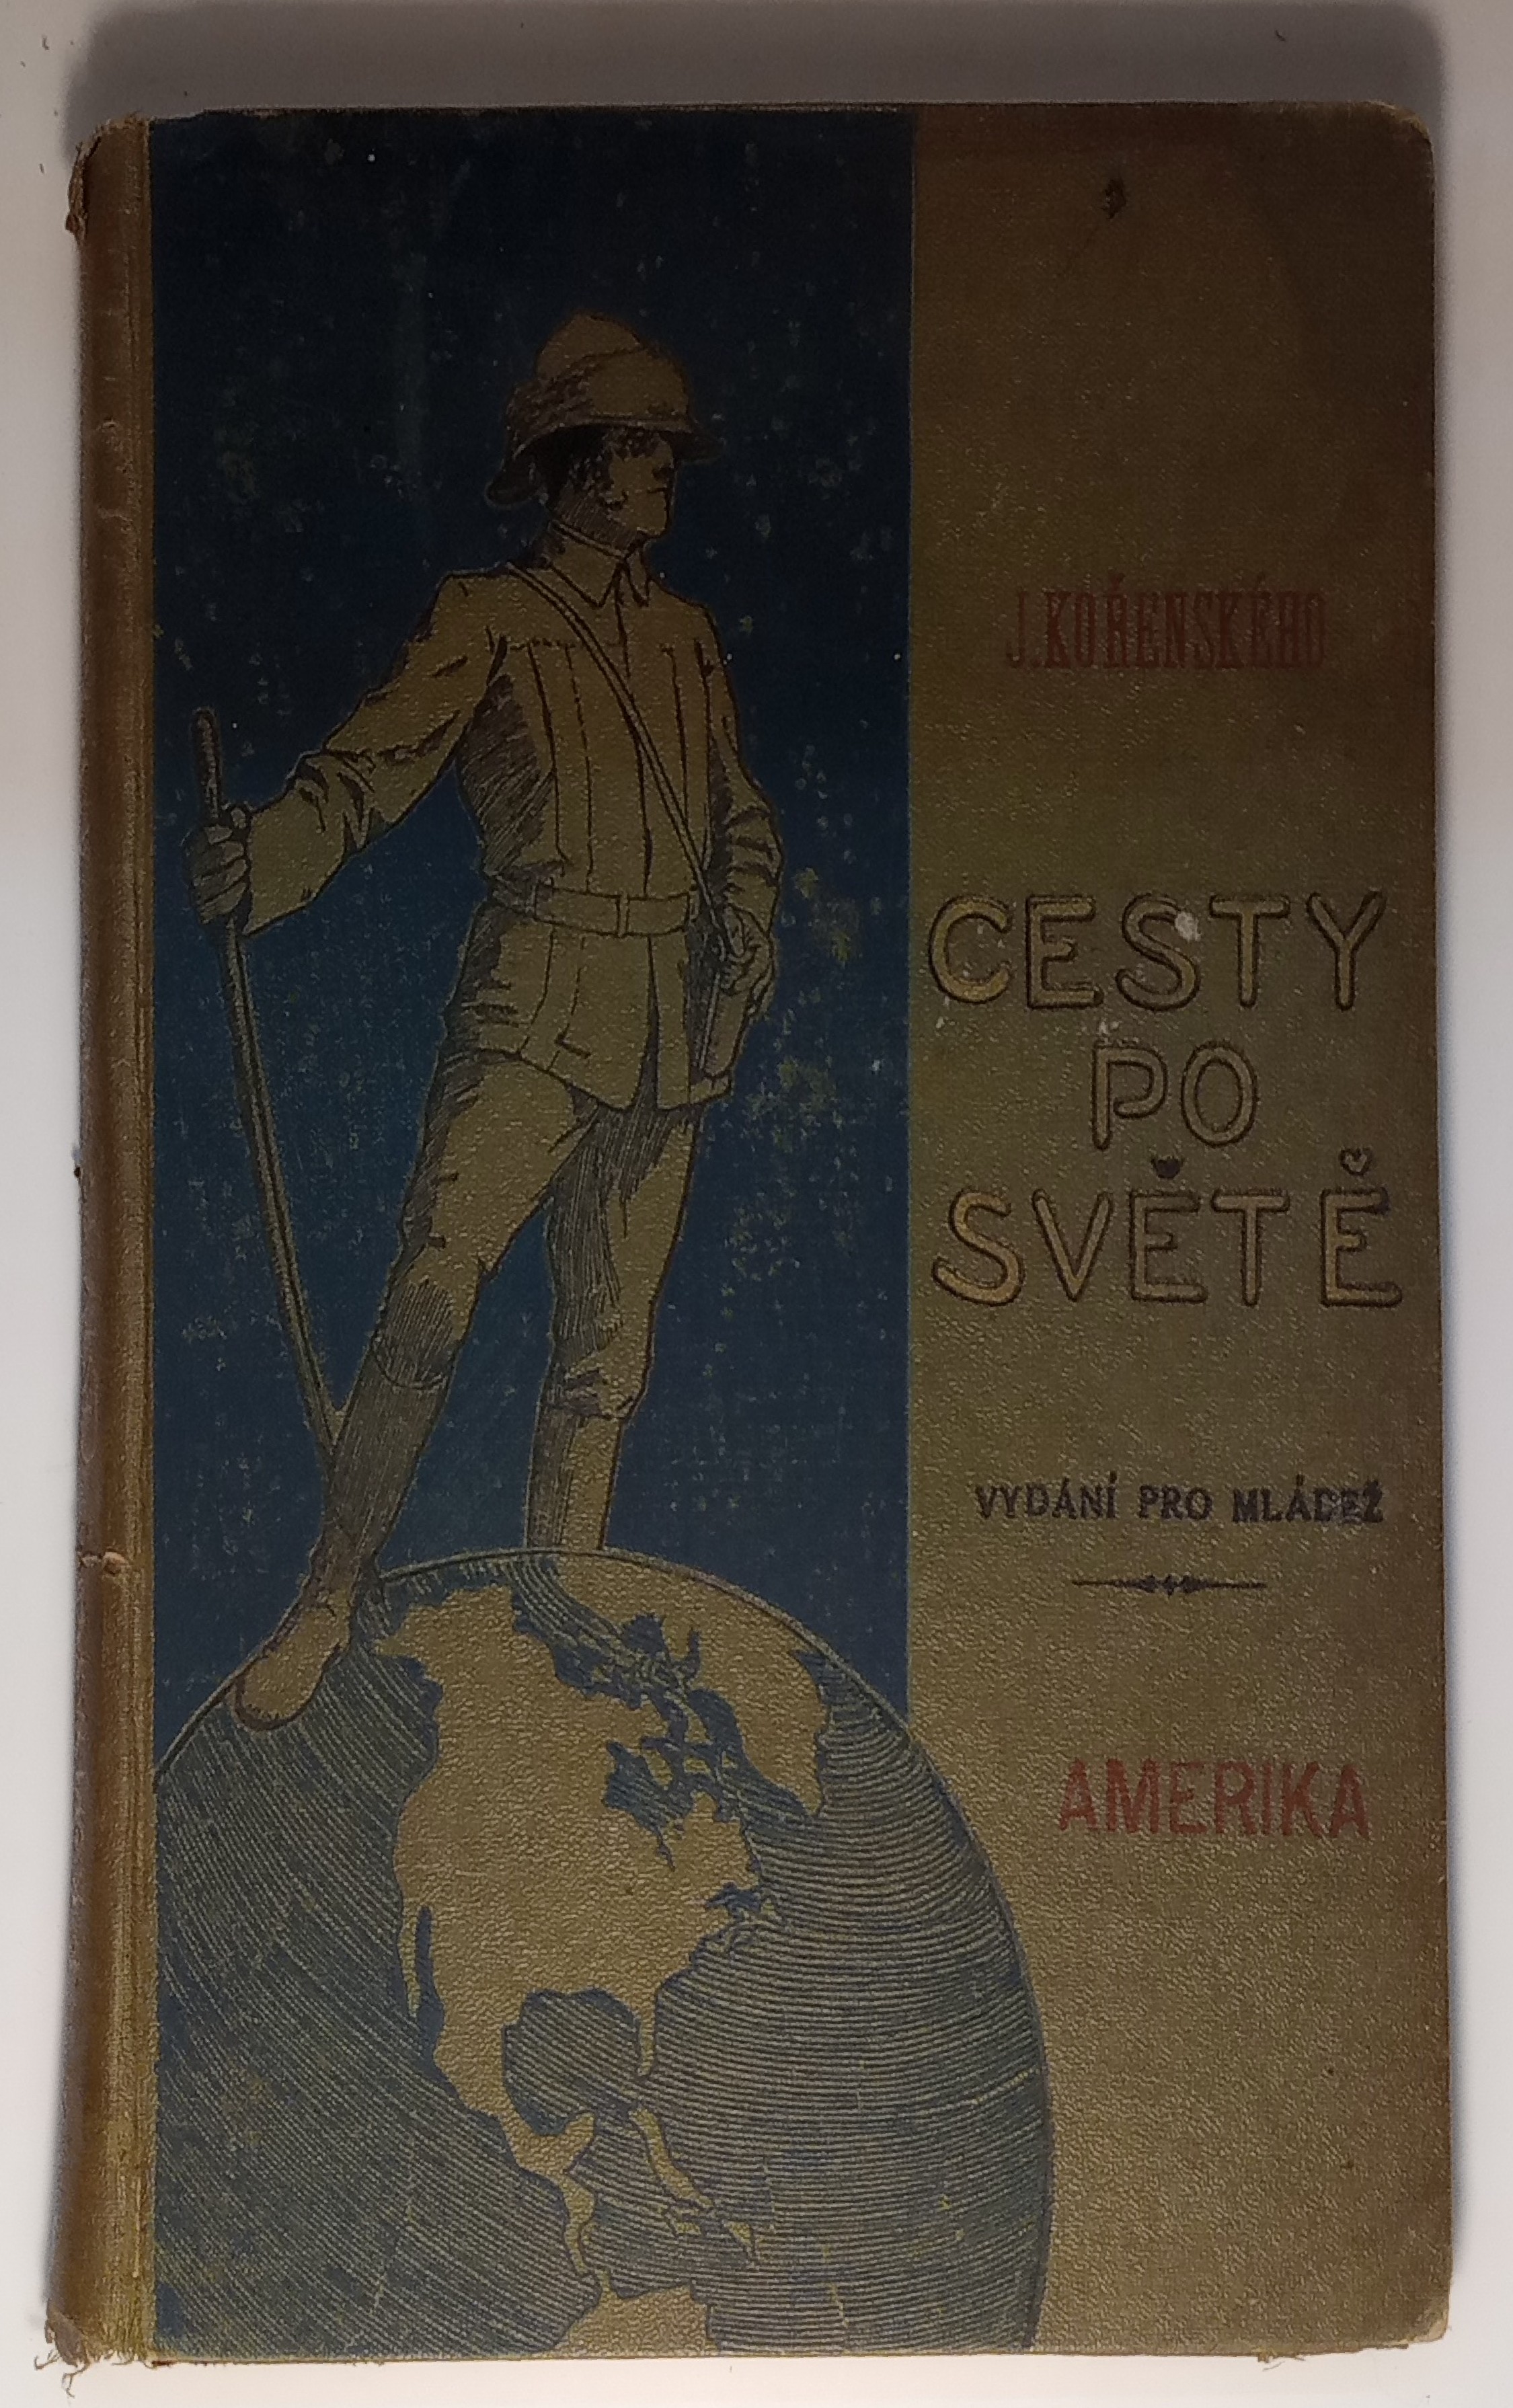 J. KOŘENSKÉHO
CESTY
PO
SVĚTĚ
VYDÁNÍ PRO MLÁDEŽ
AMERIKA